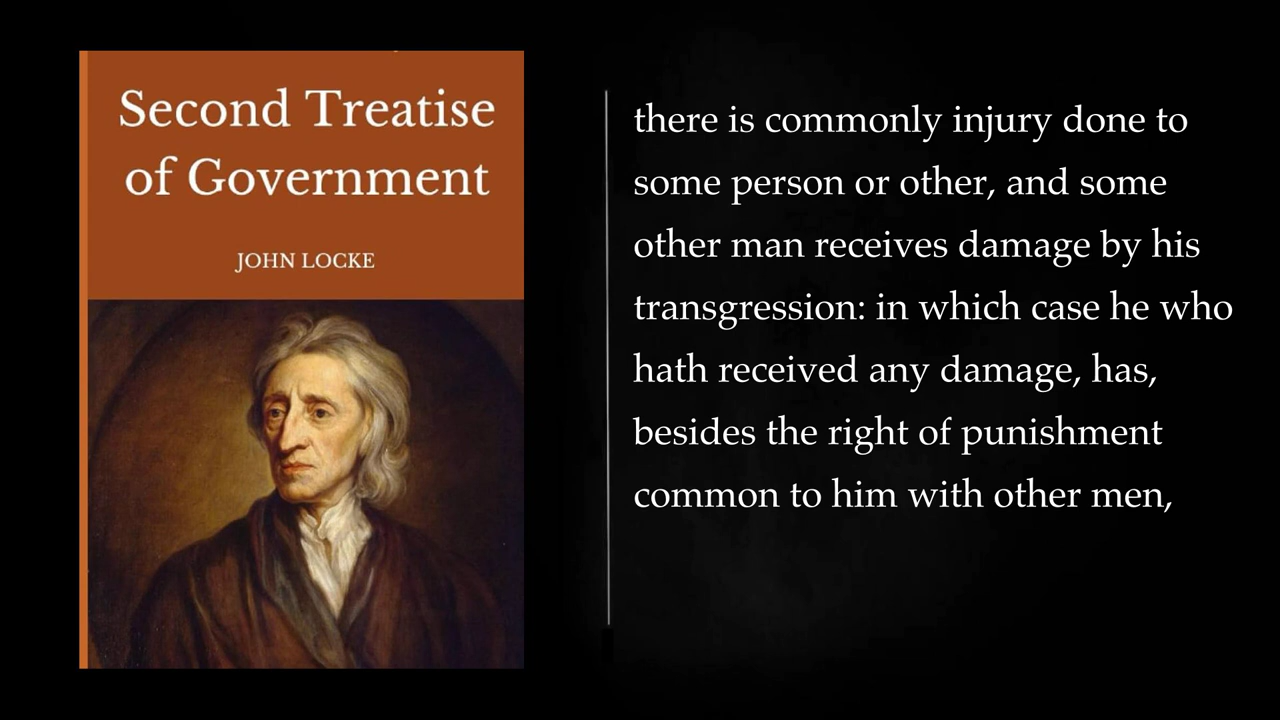 Second Treatise
of Government
JOHN LOCKE
there is commonly injury done to
some person or other, and some
other man receives damage by his
transgression: in which case he who
hath received any damage, has,
besides the right of punishment
common to him with other men,